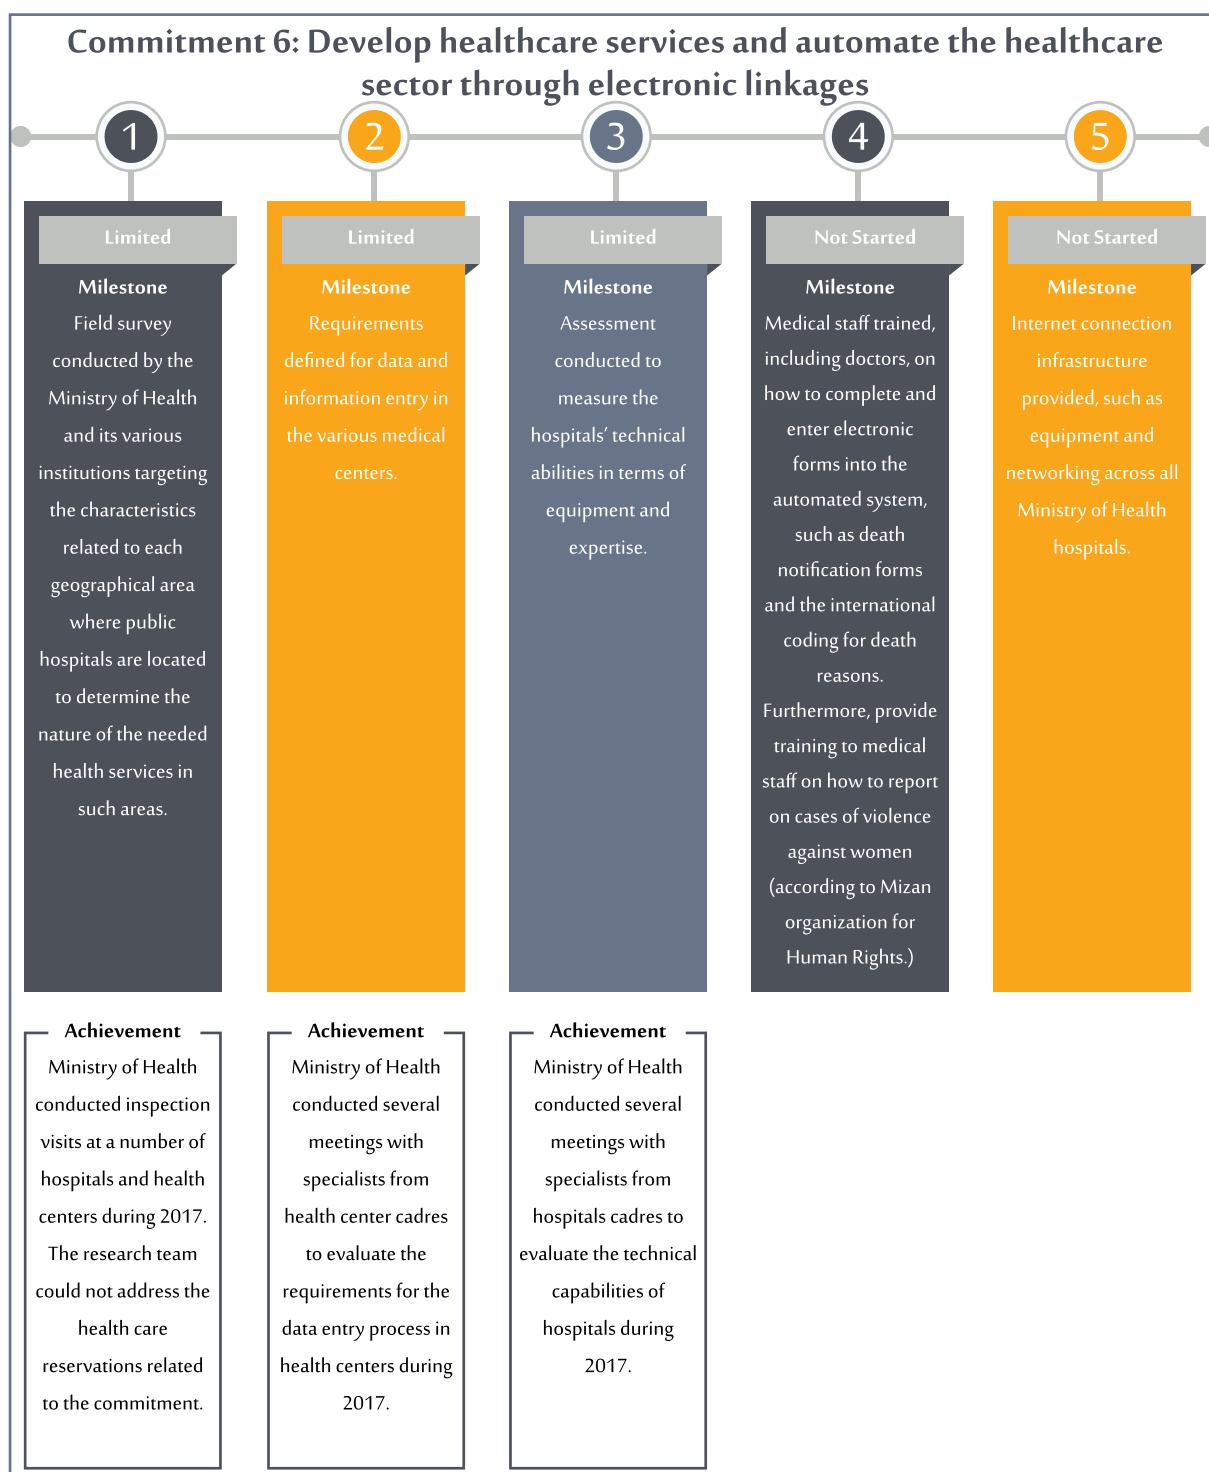 Commitment 6: Develop healthcare services and automate the healthcare
sector through electronic linkages
1
2
3
4
5
Limited
Milestone
Field survey
conducted by the
Ministry of Health
and its various
institutions targeting
the characteristics
related to each
geographical area
where public
hospitals are located
to determine the
nature of the needed
health services in
such areas.
Limited
Milestone
Requirements
defined for data and
information entry in
the various medical
centers.
Limited
Milestone
Assessment
conducted to
measure the
hospitals’ technical
abilities in terms of
equipment and
expertise.
Not Started
Milestone
Medical staff trained,
including doctors, on
how to complete and
enter electronic
forms into the
automated system,
such as death
notification forms
and the international
coding for death
reasons.
Furthermore, provide
training to medical
staff on how to report
on cases of violence
against women
(according to Mizan
organization for
Human Rights.)
Not Started
Milestone
Internet connection
infrastructure
provided, such as
equipment and
networking across all
Ministry of Health
hospitals.
Achievement
Ministry of Health
conducted inspection
visits at a number of
hospitals and health
centers during 2017.
The research team
could not address the
health care
reservations related
to the commitment.
Achievement
Ministry of Health
conducted several
meetings with
specialists from
health center cadres
to evaluate the
requirements for the
data entry process in
health centers during
2017.
Achievement
Ministry of Health
conducted several
meetings with
specialists from
hospitals cadres to
evaluate the technical
capabilities of
hospitals during
2017.